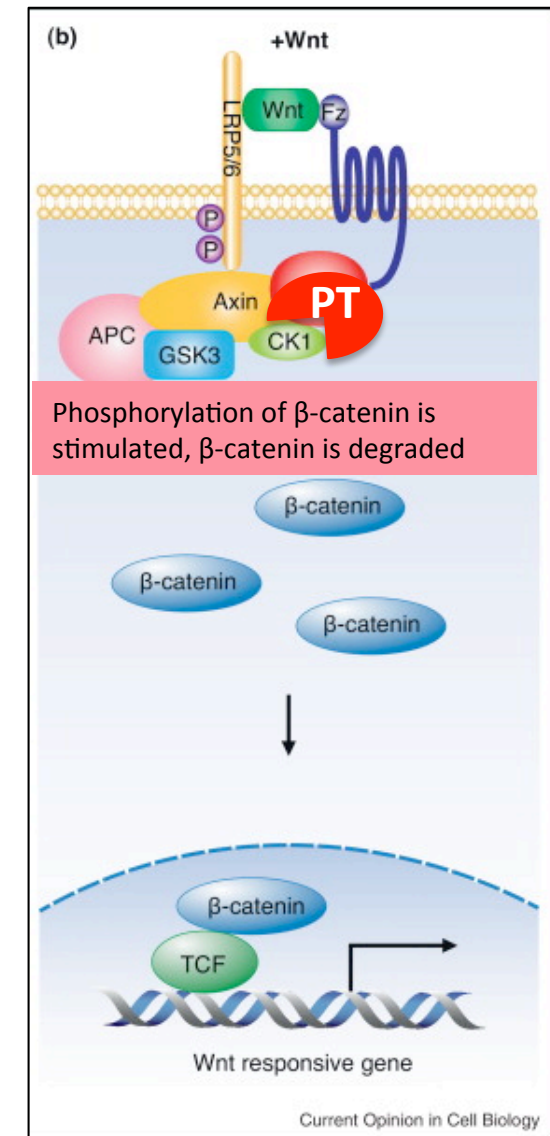 (b)
+Wnt
LRP5/6
Wnt
Fz
P
P
Axin
PT
APC
GSK3
CK1
Phosphorylation of β-catenin is
stimulated, β-catenin is degraded
β-catenin
β-catenin
β-catenin
β-catenin
TCF
Wnt responsive gene
Current Opinion in Cell Biology